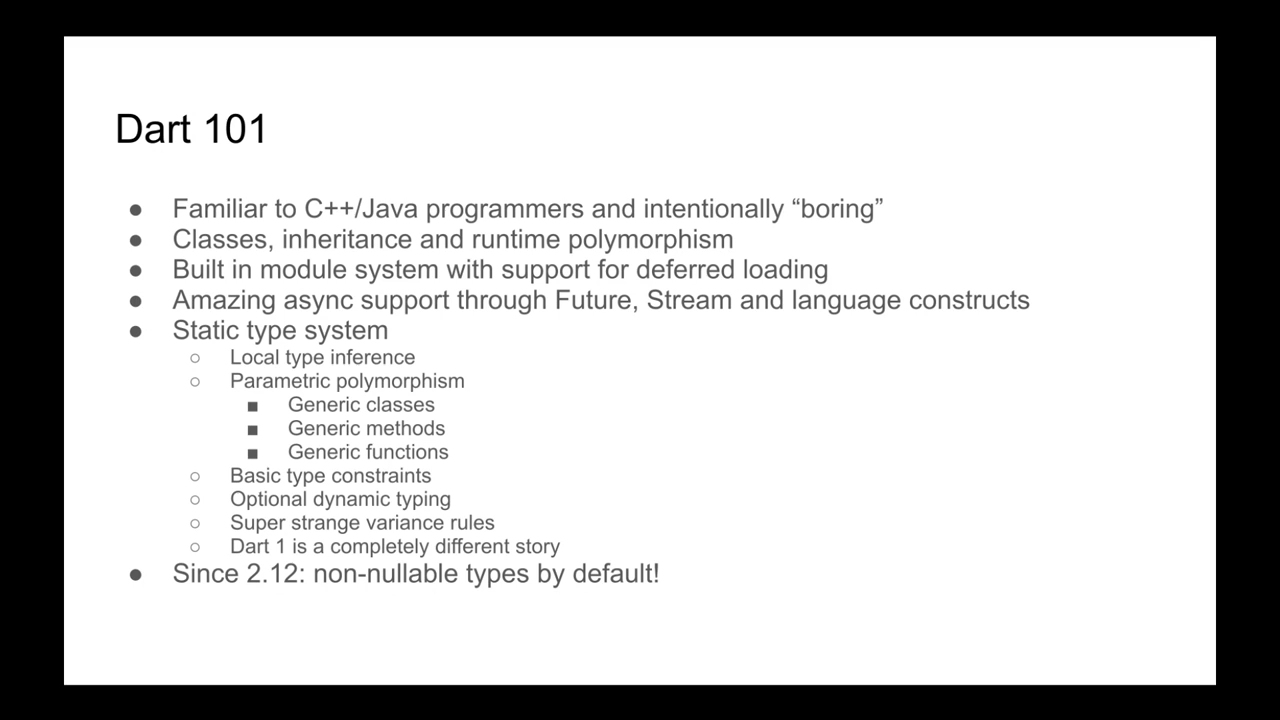 Dart 101
● Familiar to C++/Java programmers and intentionally “boring”
● Classes, inheritance and runtime polymorphism
● Built in module system with support for deferred loading
● Amazing async support through Future, Stream and language constructs
● Static type system
○ Local type inference
○ Parametric polymorphism
■ Generic classes
■ Generic methods
■ Generic functions
○ Basic type constraints
○ Optional dynamic typing
○ Super strange variance rules
○ Dart 1 is a completely different story
● Since 2.12: non-nullable types by default!